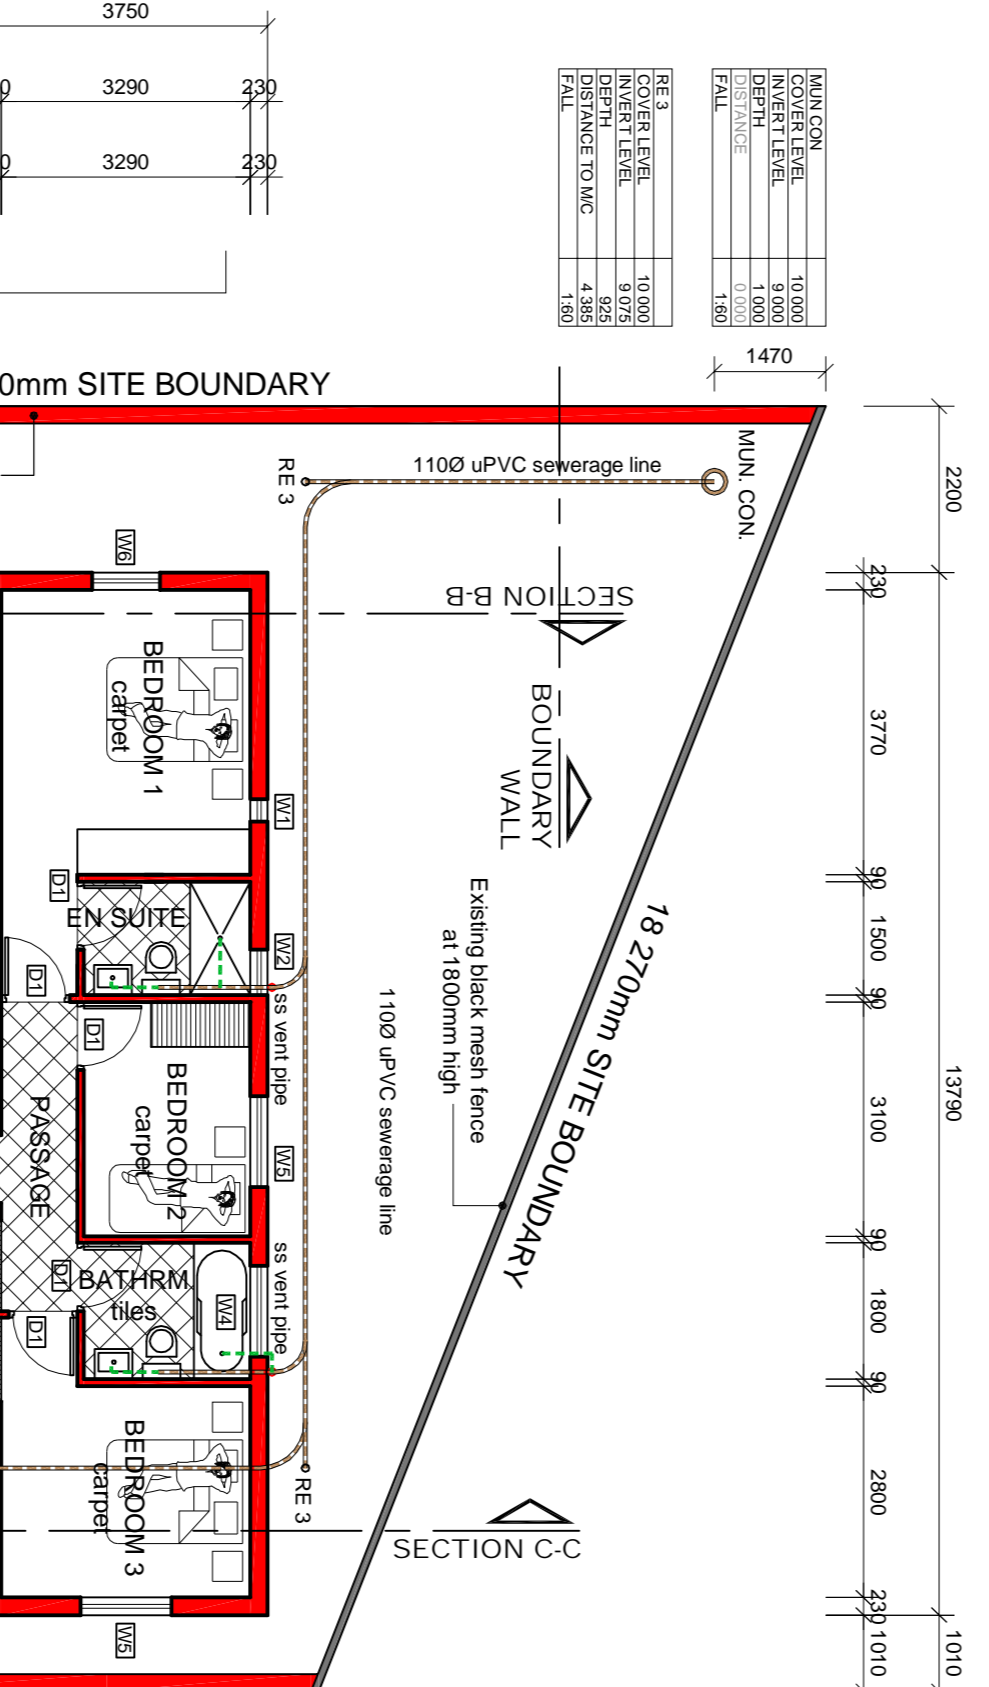 3750
3290
230
3290
230
MUN CON
COVER LEVEL 10 000
INVERT LEVEL 9 000
DEPTH 1 000
DISTANCE 0 000
FALL 1:60
RE 3
COVER LEVEL 10 000
INVERT LEVEL 9 075
DEPTH 925
DISTANCE TO M/C 4 385
FALL 1:60
1470
0mm SITE BOUNDARY
110Ø uPVC sewerage line
MUN. CON.
RE 3
W6
SECTION B-B
BOUNDARY
WALL
BEDROOM 1
carpet
W1
D1
EN SUITE
W2
D1
D1
ss vent pipe
Existing black mesh fence
at 1800mm high
18 270mm SITE BOUNDARY
110Ø uPVC sewerage line
BEDROOM 2
carpet
PASSAGE
W5
ss vent pipe
D1
BATHRM
tiles
W4
D1
BEDROOM 3
carpet
RE 3
SECTION C-C
W5
2200
230
3770
90
1500
90
13790
3100
90
1800
90
2800
230
1010
1010